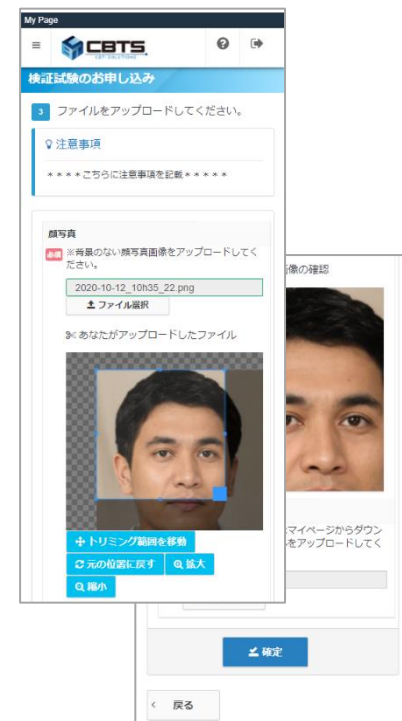 My Page
CBTS
CBT-SOLUTIONS
検証試験のお申し込み
3 ファイルをアップロードしてください。
注意事項
＊＊＊＊こちらに注意事項を記載＊＊＊＊＊
顔写真
必須 ※背景のない顔写真画像をアップロードしてく
ださい。
2020-10-12_10h35_22.png
ファイル選択
あなたがアップロードしたファイル
トリミング範囲を移動
元の位置に戻す 拡大
縮小
像の確認
マイページからダウン
をアップロードしてく
確定
戻る